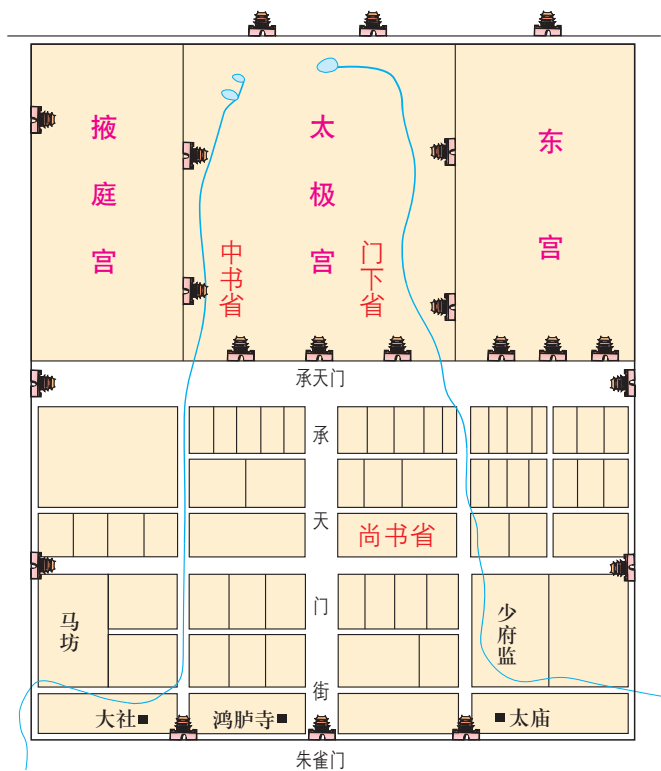 掖庭宫
太极宫
东宫
中书省
门下省
承天门
承天门街
尚书省
马坊
少府监
大社
鸿胪寺
太庙
朱雀门